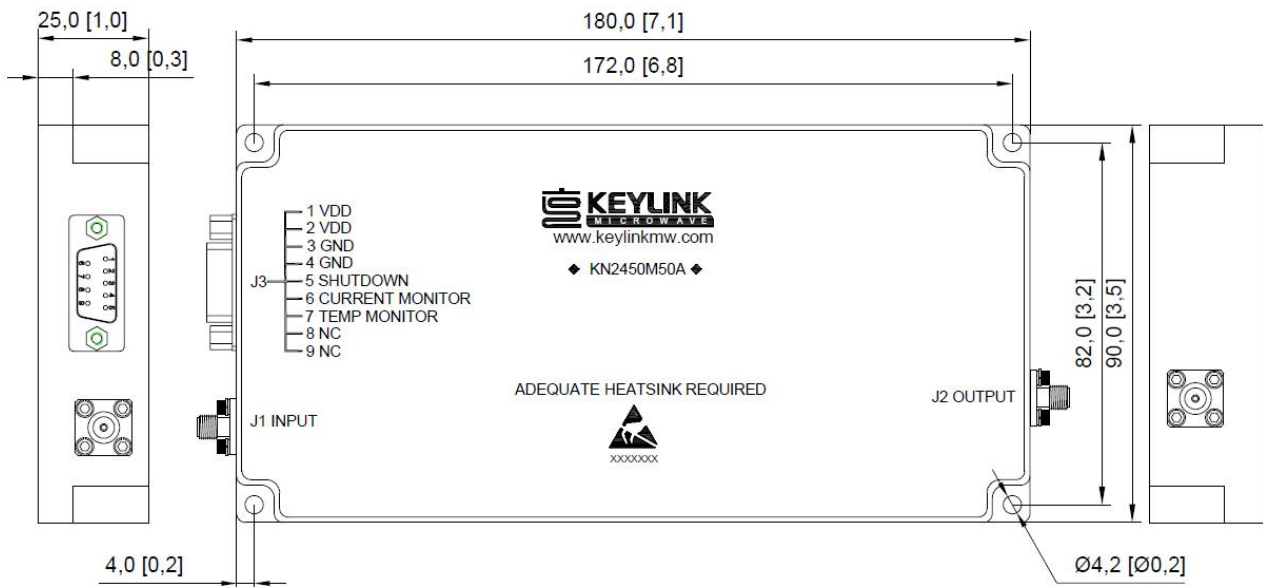 25,0 [1,0]
180,0 [7,1]
8,0 [0,3]
172,0 [6,8]
KEYLINK
MICROWAVE
www.keylinkmw.com
KN2450M50A
J3
1 VDD
2 VDD
3 GND
4 GND
5 SHUTDOWN
6 CURRENT MONITOR
7 TEMP MONITOR
8 NC
9 NC
82,0 [3,2]
90,0 [3,5]
ADEQUATE HEATSINK REQUIRED
J2 OUTPUT
J1 INPUT
XXXXXXX
4,0 [0,2]
Ø4,2 [Ø0,2]